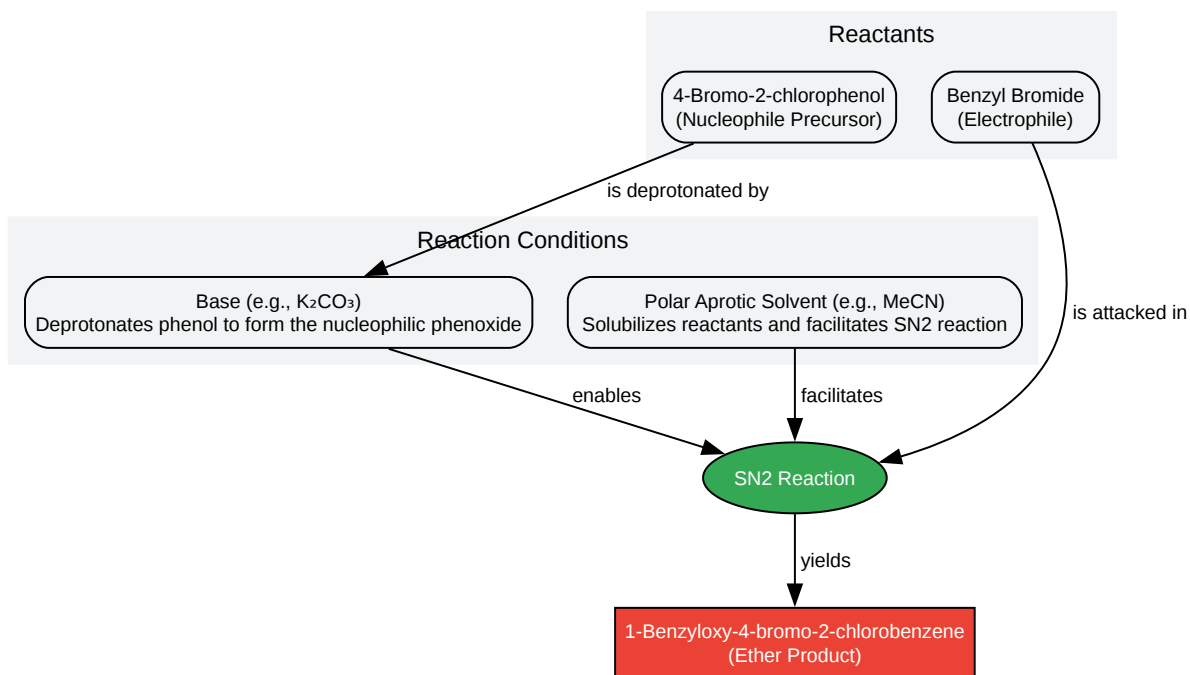 Reactants
4-Bromo-2-chlorophenol
(Nucleophile Precursor)
Benzyl Bromide
(Electrophile)
is deprotonated by
Reaction Conditions
Base (e.g., K₂CO₃)
Deprotonates phenol to form the nucleophilic phenoxide
Polar Aprotic Solvent (e.g., MeCN)
Solubilizes reactants and facilitates SN2 reaction
is attacked in
enables
facilitates
SN2 Reaction
yields
1-Benzyloxy-4-bromo-2-chlorobenzene
(Ether Product)